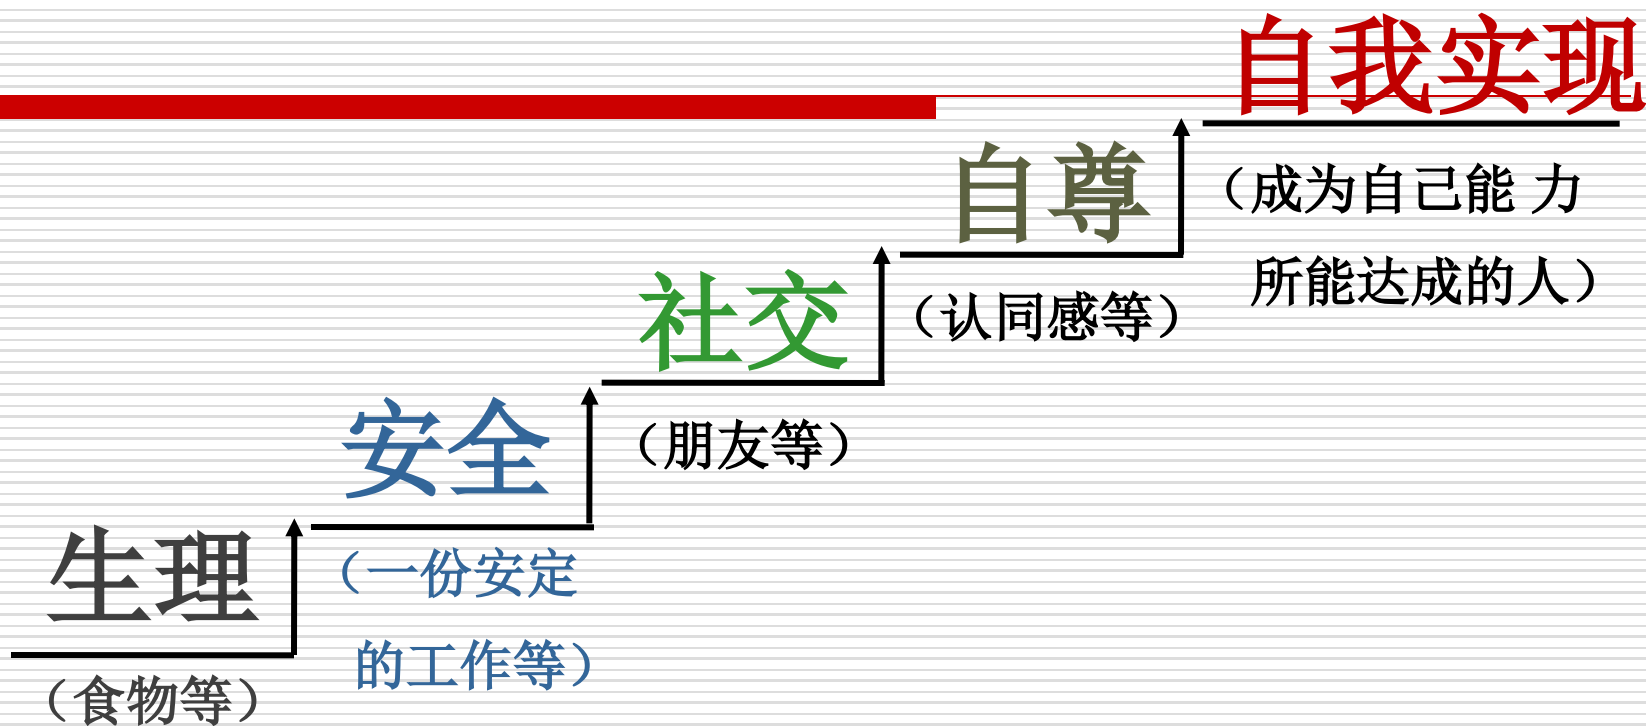 自我实现
自尊
（成为自己能 力
所能达成的人）
社交
（认同感等）
安全
（朋友等）
生理
（一份安定
的工作等）
（食物等）